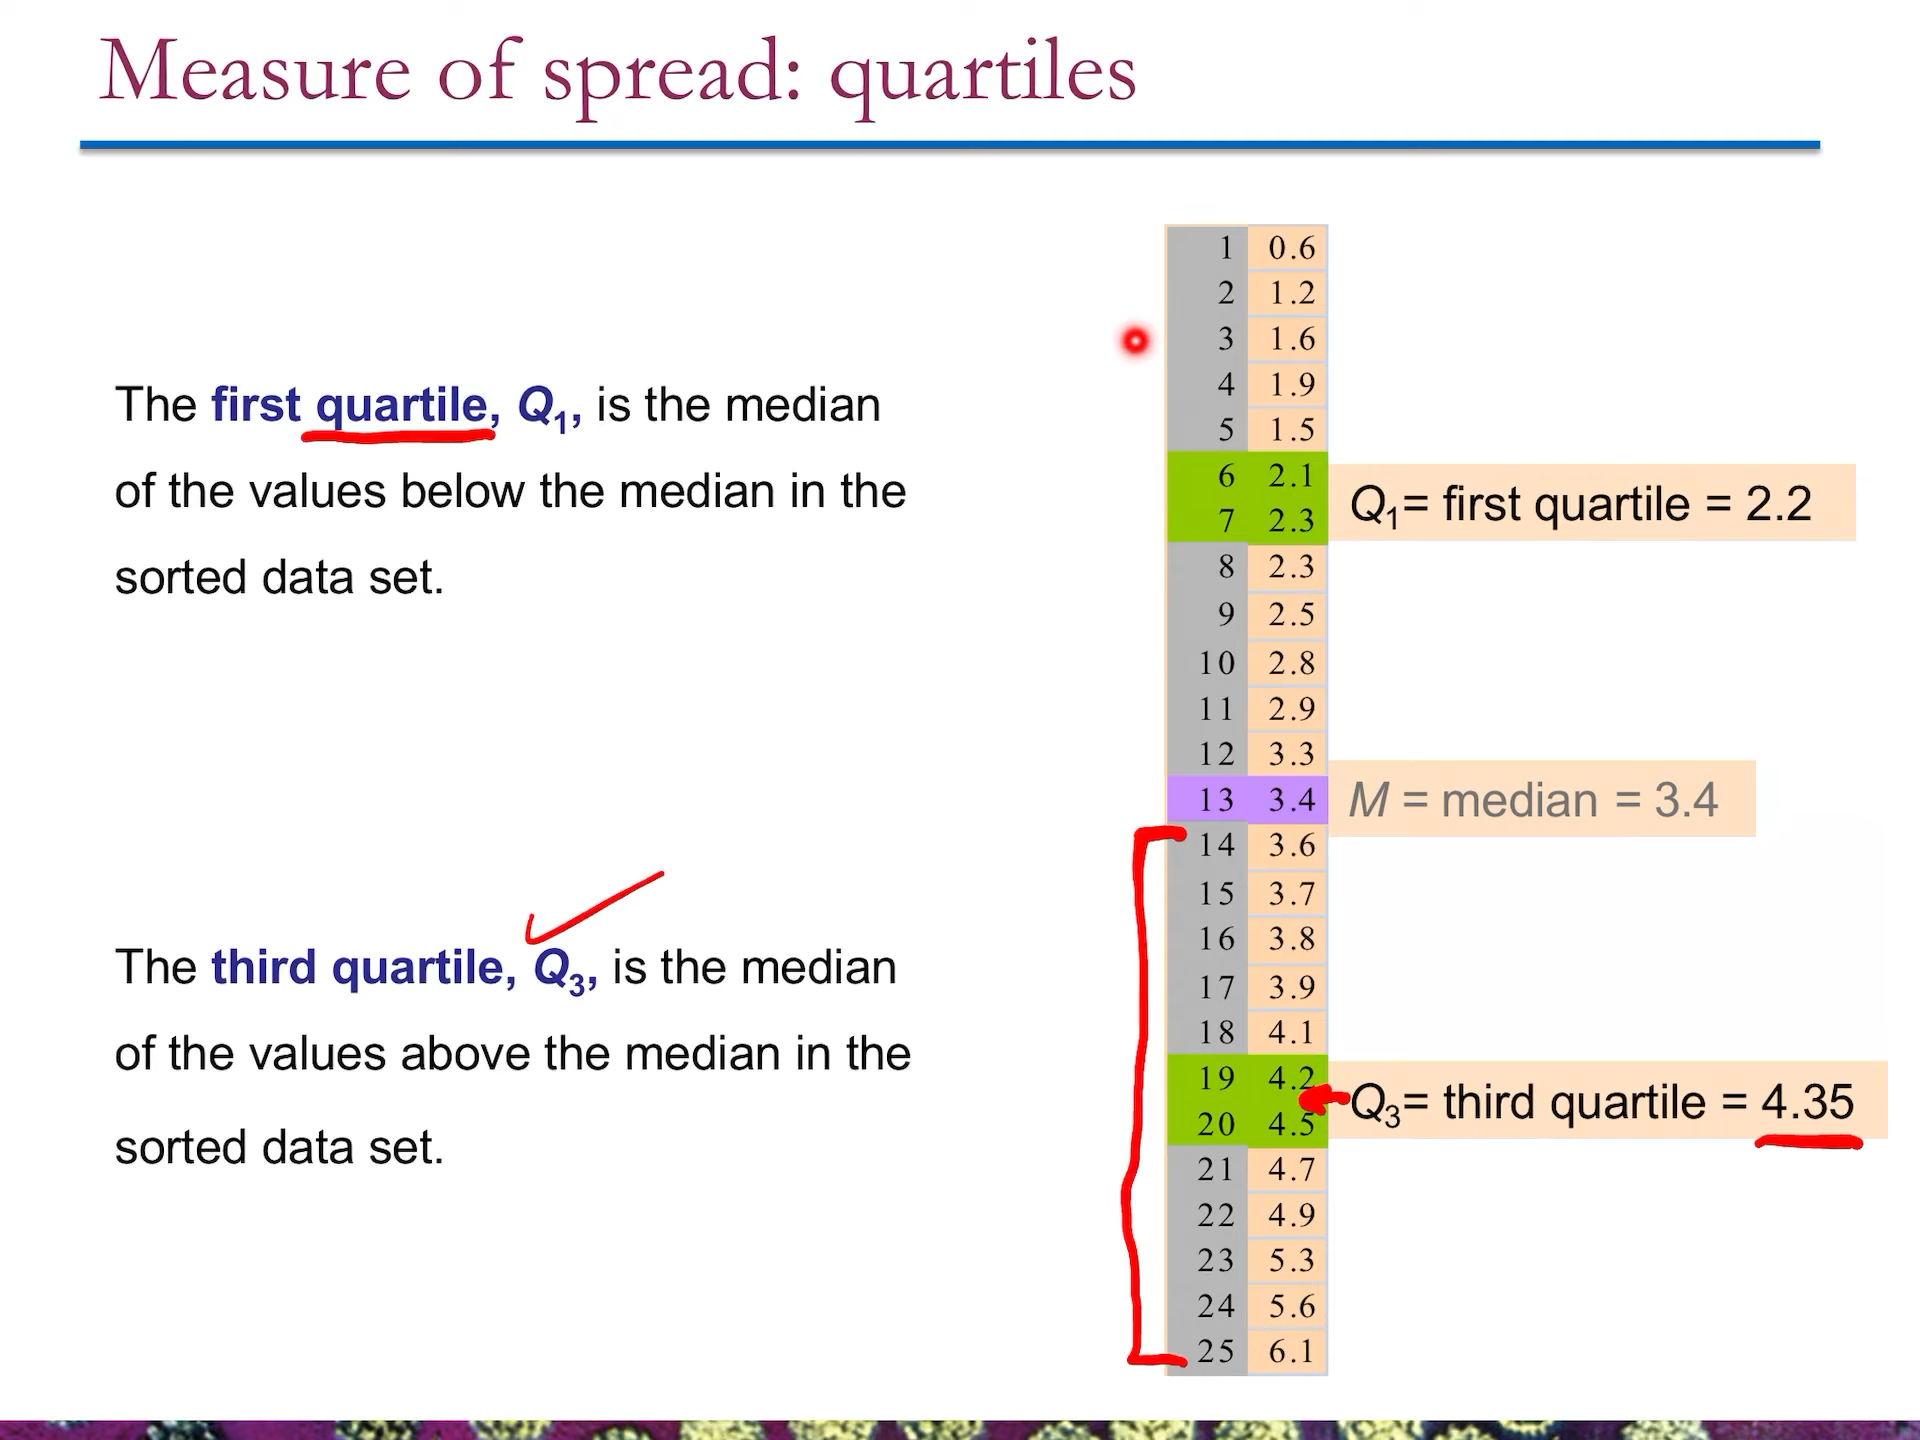 Measure of spread: quartiles
The first quartile, Q1, is the median
of the values below the median in the
sorted data set.
The third quartile, Q3, is the median
of the values above the median in the
sorted data set.
1 0.6
2 1.2
3 1.6
4 1.9
5 1.5
6 2.1
7 2.3
Q1= first quartile = 2.2
8 2.3
9 2.5
10 2.8
11 2.9
12 3.3
13 3.4
M = median = 3.4
14 3.6
15 3.7
16 3.8
17 3.9
18 4.1
19 4.2
20 4.5
Q3= third quartile = 4.35
21 4.7
22 4.9
23 5.3
24 5.6
25 6.1